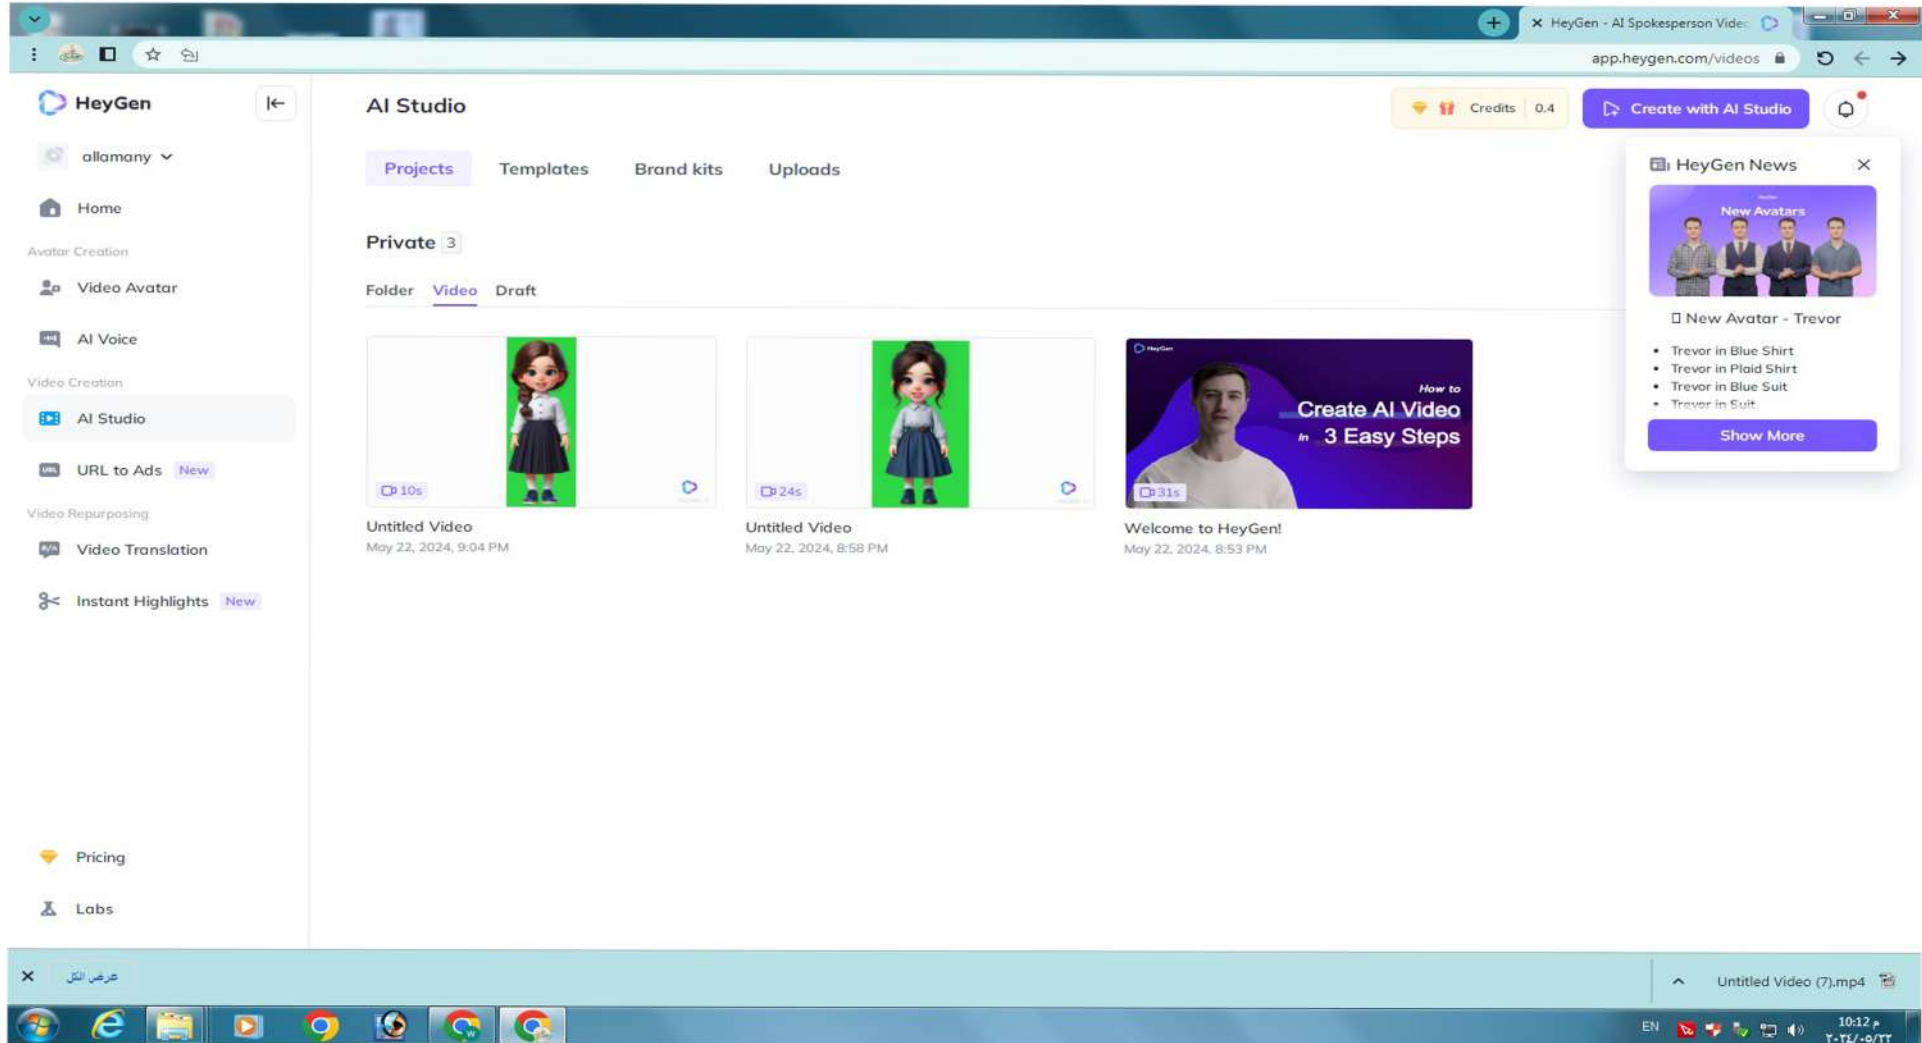 HeyGen - AI Spokesperson Video
app.heygen.com/videos
HeyGen
allamany
Home
Avatar Creation
Video Avatar
AI Voice
Video Creation
AI Studio
URL to Ads New
Video Repurposing
Video Translation
Instant Highlights New
Pricing
Labs
AI Studio
Credits 0.4
Create with AI Studio
Projects Templates Brand kits Uploads
Private 3
Folder Video Draft
10s
Untitled Video
May 22, 2024, 9:04 PM
24s
Untitled Video
May 22, 2024, 8:58 PM
HeyGen
How to
Create AI Video
In 3 Easy Steps
31s
Welcome to HeyGen!
May 22, 2024, 8:53 PM
HeyGen News
New Avatars
New Avatar - Trevor
• Trevor in Blue Shirt
• Trevor in Plaid Shirt
• Trevor in Blue Suit
• Trevor in Suit
Show More
عرض الكل
Untitled Video (7).mp4
EN
10:12 م
٢٠٢٤/٠٥/٢٢